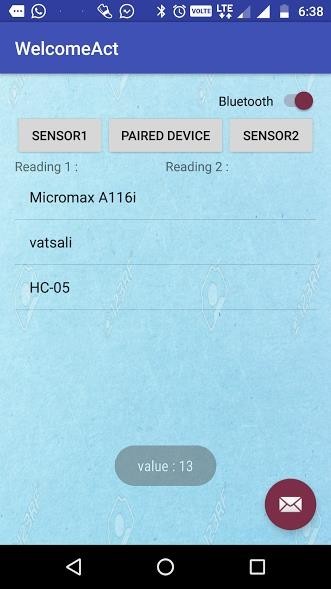 VOLTE LTE 6:38
WelcomeAct
Bluetooth
SENSOR1 PAIRED DEVICE SENSOR2
Reading 1 : Reading 2 :
Micromax A116i
vatsali
HC-05
value : 13
123RF